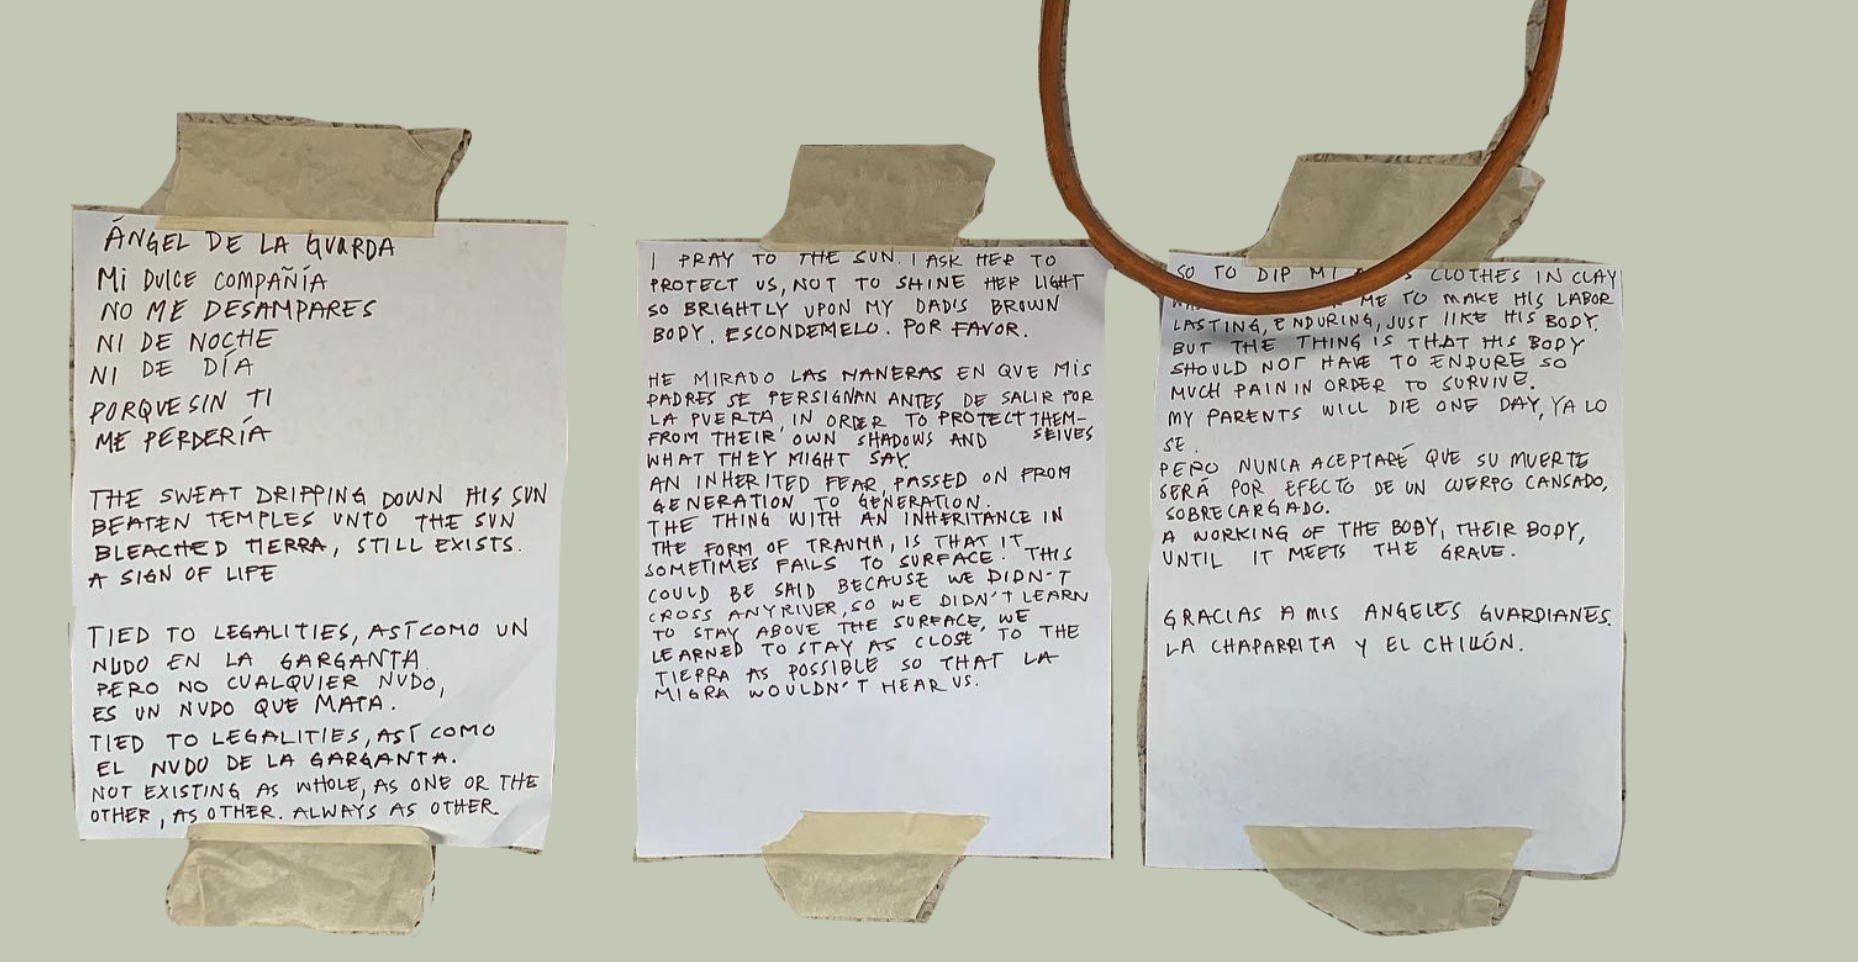 ÁNGEL DE LA GUARDA
MI DULCE COMPAÑÍA
NO ME DESAMPARES
NI DE NOCHE
NI DE DÍA
PORQUE SIN TI
ME PERDERÍA
THE SWEAT DRIPPING DOWN HIS SUN
BEATEN TEMPLES UNTO THE SUN
BLEACHED TIERRA, STILL EXISTS.
A SIGN OF LIFE
TIED TO LEGALITIES, ASÍ COMO UN
NUDO EN LA GARGANTA.
PERO NO CUALQUIER NUDO,
ES UN NUDO QUE MATA.
TIED TO LEGALITIES, ASÍ COMO
EL NUDO DE LA GARGANTA.
NOT EXISTING AS WHOLE, AS ONE OR THE
OTHER, AS OTHER. ALWAYS AS OTHER.
I PRAY TO THE SUN. I ASK HER TO
PROTECT US, NOT TO SHINE HER LIGHT
SO BRIGHTLY UPON MY DAD'S BROWN
BODY. ESCONDEMELO. POR FAVOR.
HE MIRADO LAS MANERAS EN QUE MIS
PADRES SE PERSIGNAN ANTES DE SALIR POR
LA PUERTA, IN ORDER TO PROTECT THEM-
FROM THEIR OWN SHADOWS AND SELVES
WHAT THEY MIGHT SAY.
AN INHERITED FEAR, PASSED ON FROM
GENERATION TO GENERATION.
THE THING WITH AN INHERITANCE IN
THE FORM OF TRAUMA, IS THAT IT
SOMETIMES FAILS TO SURFACE. THIS
COULD BE SAID BECAUSE WE DIDN'T
CROSS ANY RIVER, SO WE DIDN'T LEARN
TO STAY ABOVE THE SURFACE, WE
LEARNED TO STAY AS CLOSE TO THE
TIERRA AS POSSIBLE SO THAT LA
MIGRA WOULDN'T HEAR US.
SO TO DIP MI CLOTHES IN CLAY
ME TO MAKE HIS LABOR
LASTING, ENDURING, JUST LIKE HIS BODY.
BUT THE THING IS THAT HIS BODY
SHOULD NOT HAVE TO ENDURE SO
MUCH PAIN IN ORDER TO SURVIVE.
MY PARENTS WILL DIE ONE DAY, YA LO
SE.
PERO NUNCA ACEPTARÉ QUE SU MUERTE
SERÁ POR EFECTO DE UN CUERPO CANSADO,
SOBRECARGADO.
A WORKING OF THE BODY, THEIR BODY,
UNTIL IT MEETS THE GRAVE.
GRACIAS A MIS ANGELES GUARDIANES.
LA CHAPARRITA Y EL CHILLÓN.